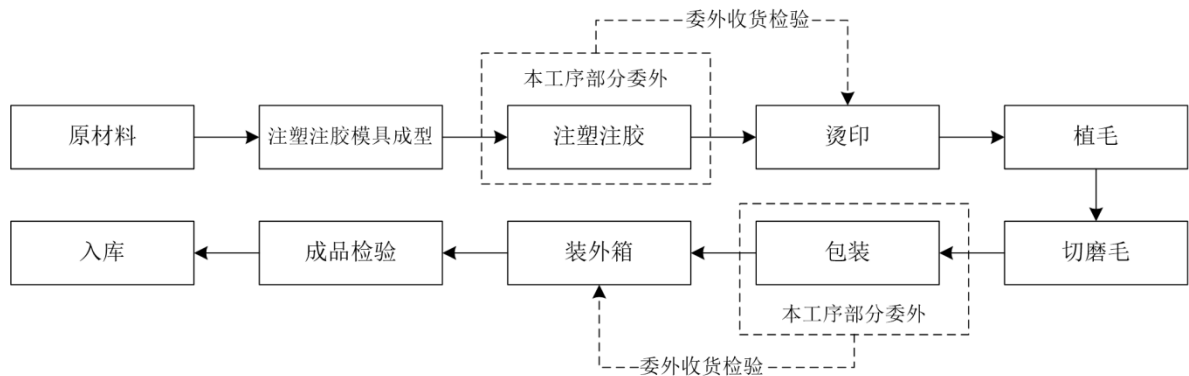 委外收货检验
本工序部分委外
原材料
注塑注胶模具成型
注塑注胶
烫印
植毛
入库
成品检验
装外箱
包装
切磨毛
本工序部分委外
委外收货检验